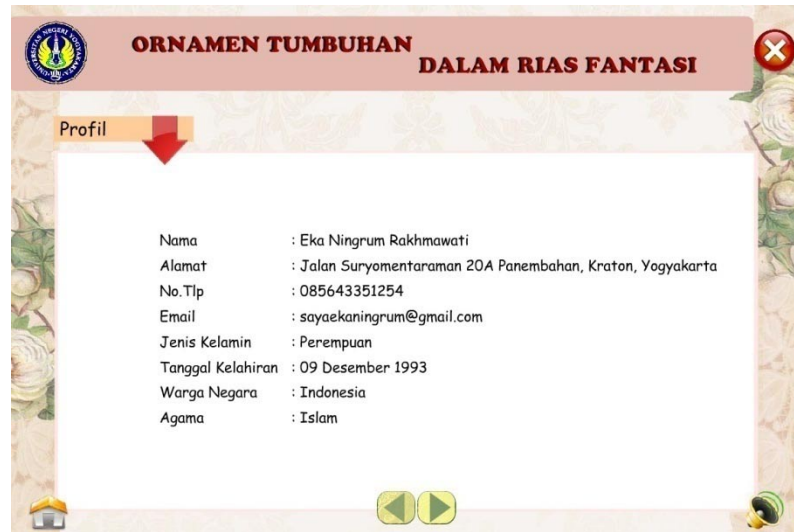 ORNAMEN TUMBUHAN
DALAM RIAS FANTASI
Profil
Nama : Eka Ningrum Rakhmawati
Alamat : Jalan Suryomentaraman 20A Panembahan, Kraton, Yogyakarta
No.Tlp : 085643351254
Email : sayaekaningrum@gmail.com
Jenis Kelamin : Perempuan
Tanggal Kelahiran : 09 Desember 1993
Warga Negara : Indonesia
Agama : Islam